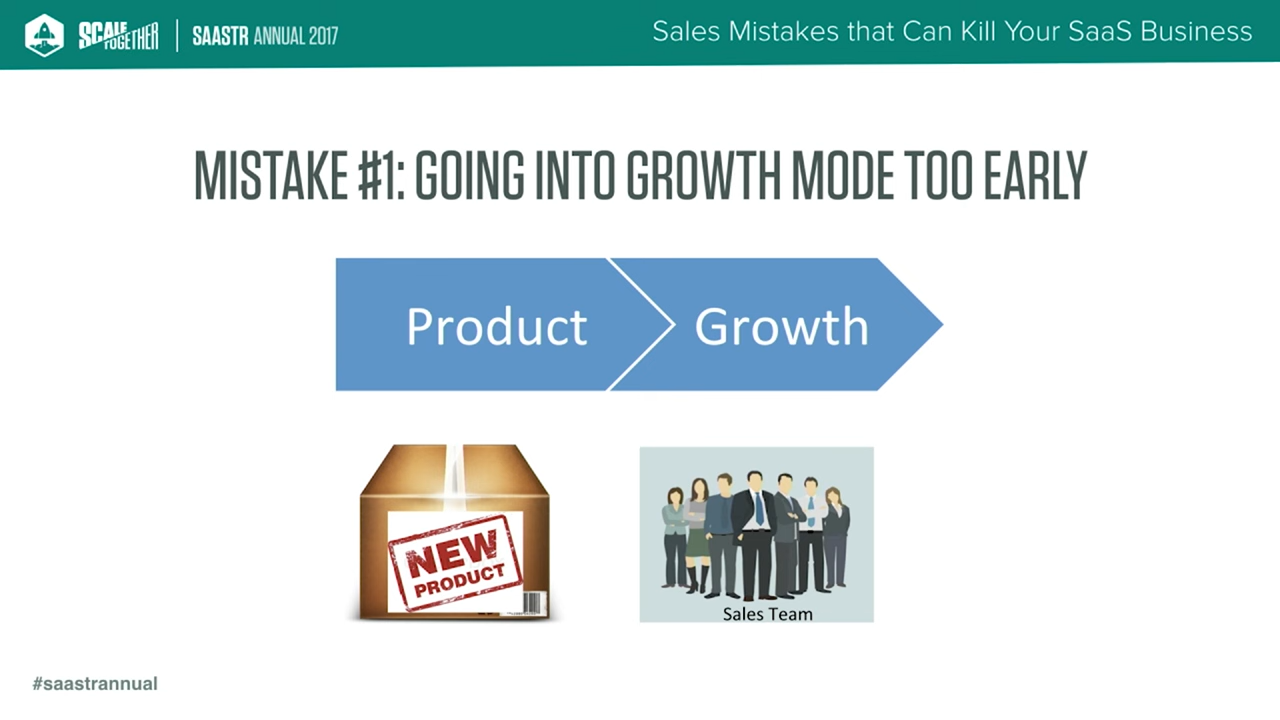 SCALE
TOGETHER
SAASTR ANNUAL 2017
Sales Mistakes that Can Kill Your SaaS Business
MISTAKE #1: GOING INTO GROWTH MODE TOO EARLY
Product
Growth
NEW
PRODUCT
Sales Team
#saastrannual